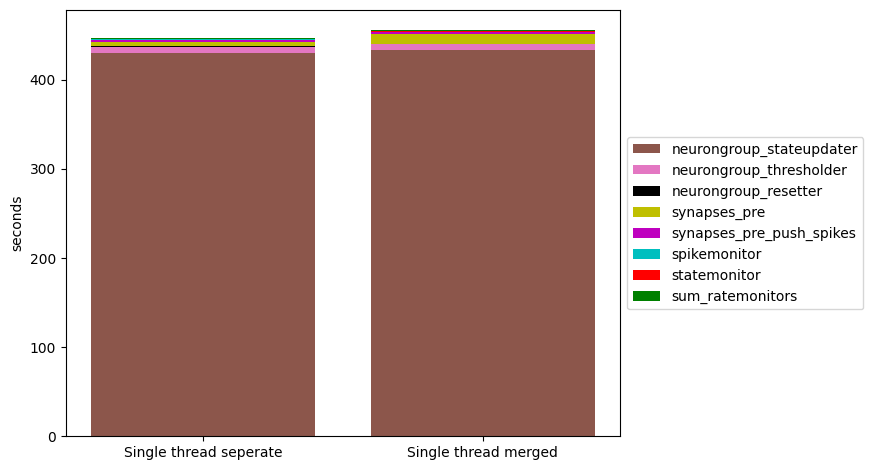 seconds
400
300
200
100
0
Single thread seperate
Single thread merged
neurongroup_stateupdater
neurongroup_thresholder
neurongroup_resetter
synapses_pre
synapses_pre_push_spikes
spikemonitor
statemonitor
sum_ratemonitors